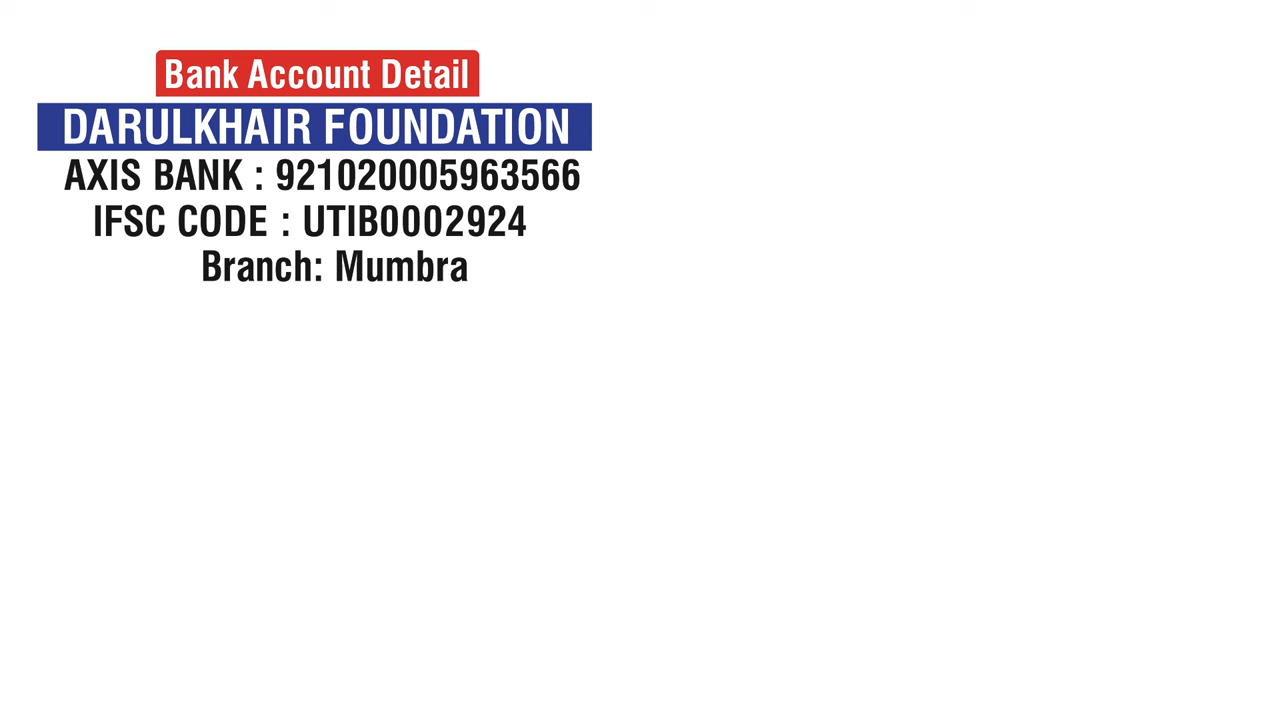 Bank Account Detail
DARULKHAIR FOUNDATION
AXIS BANK : 921020005963566
IFSC CODE : UTIB0002924
Branch: Mumbra